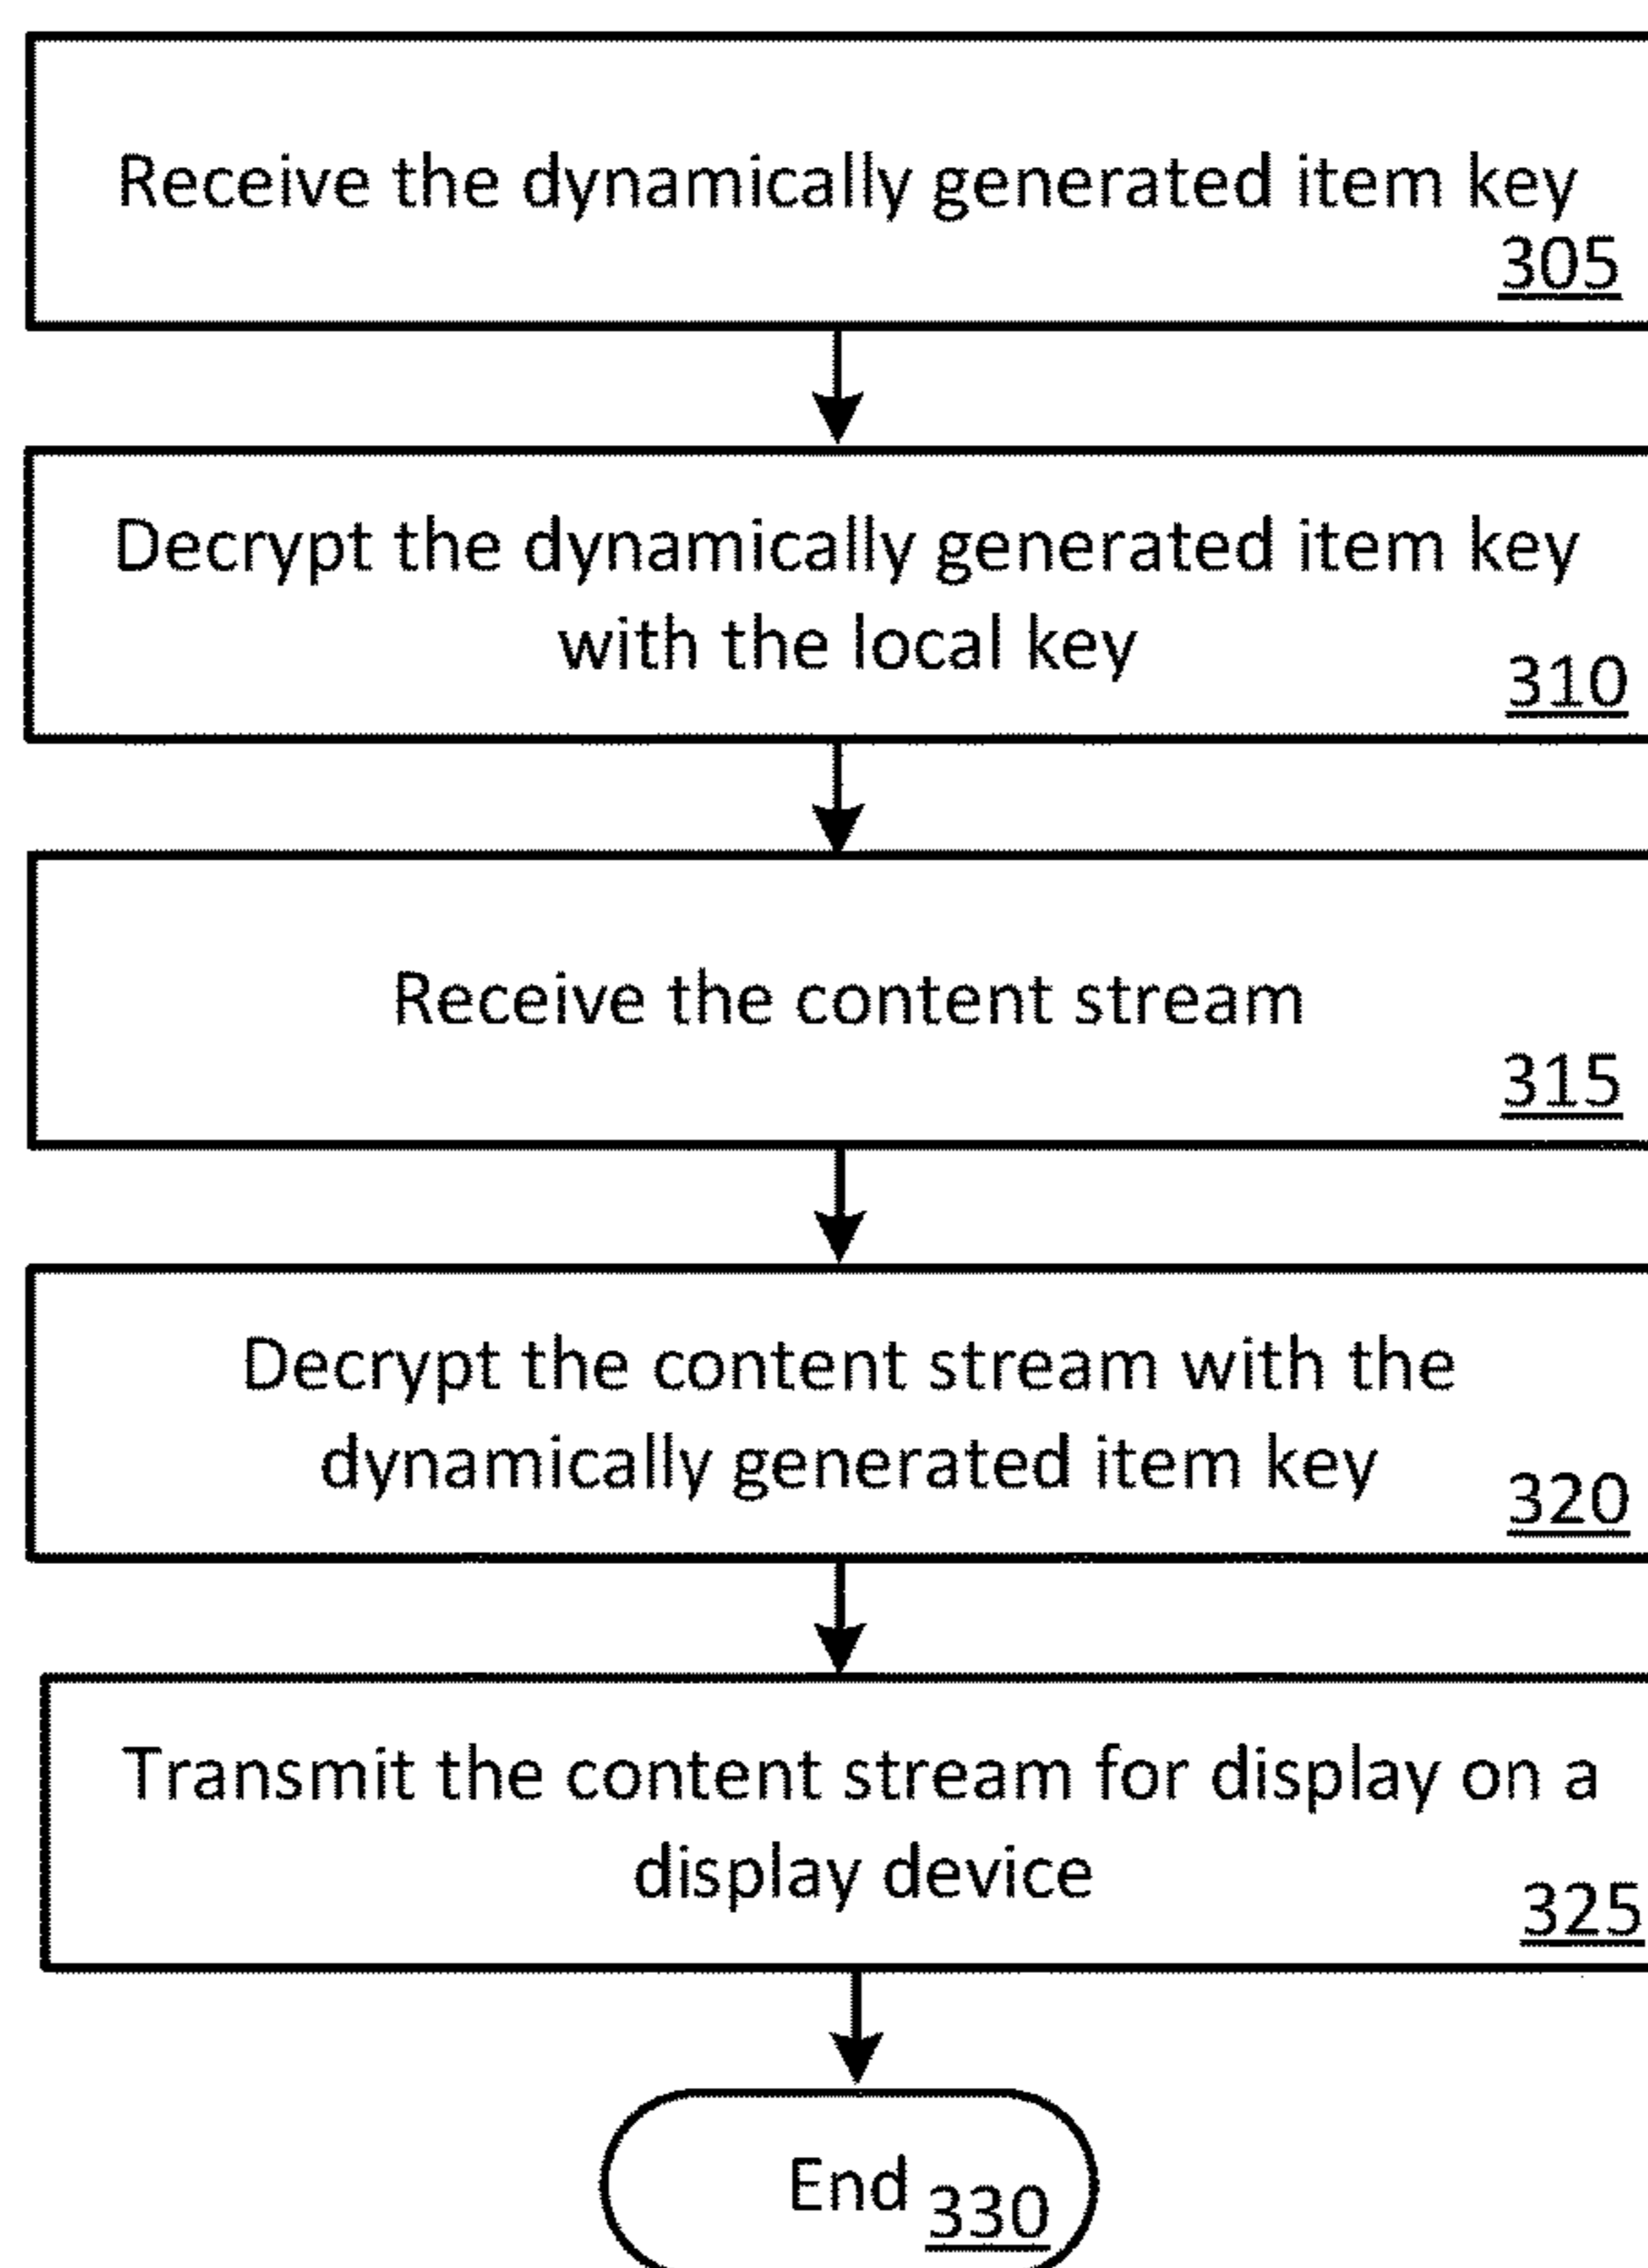 Receive the dynamically generated item key
305
Decrypt the dynamically generated item key
with the local key
310
Receive the content stream
315
Decrypt the content stream with the
dynamically generated item key
320
Transmit the content stream for display on a
display device
325
End 330